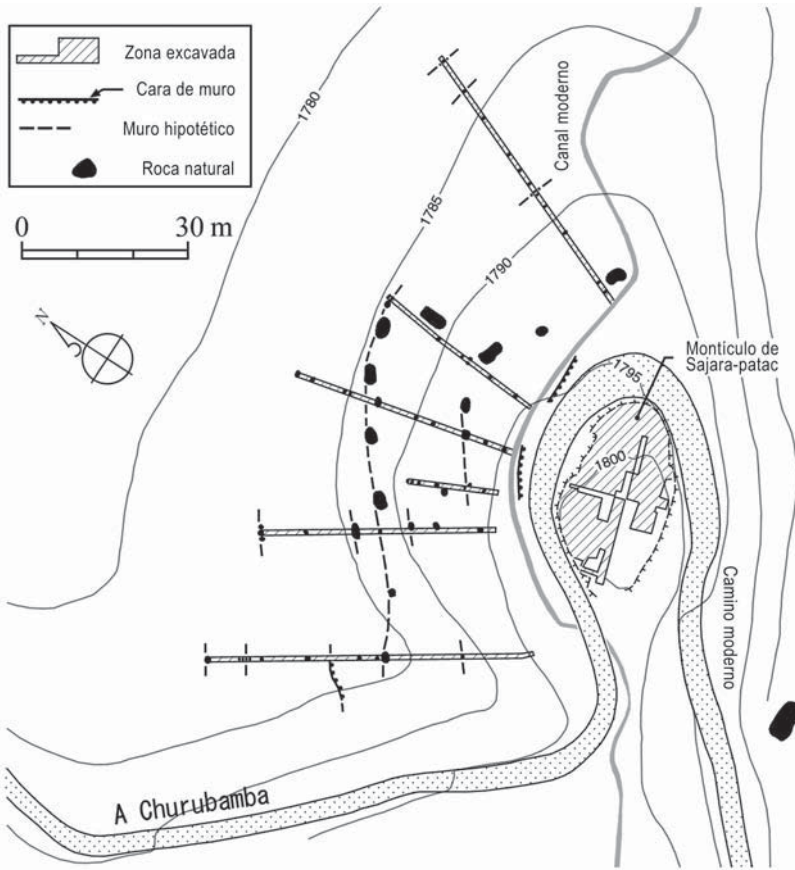 Zona excavada
Cara de muro
Muro hipotético
Roca natural
0 30 m
N
1780
1785
1790
Canal moderno
Montículo de
Sajara-patac
1795
1800
Camino moderno
A Churubamba